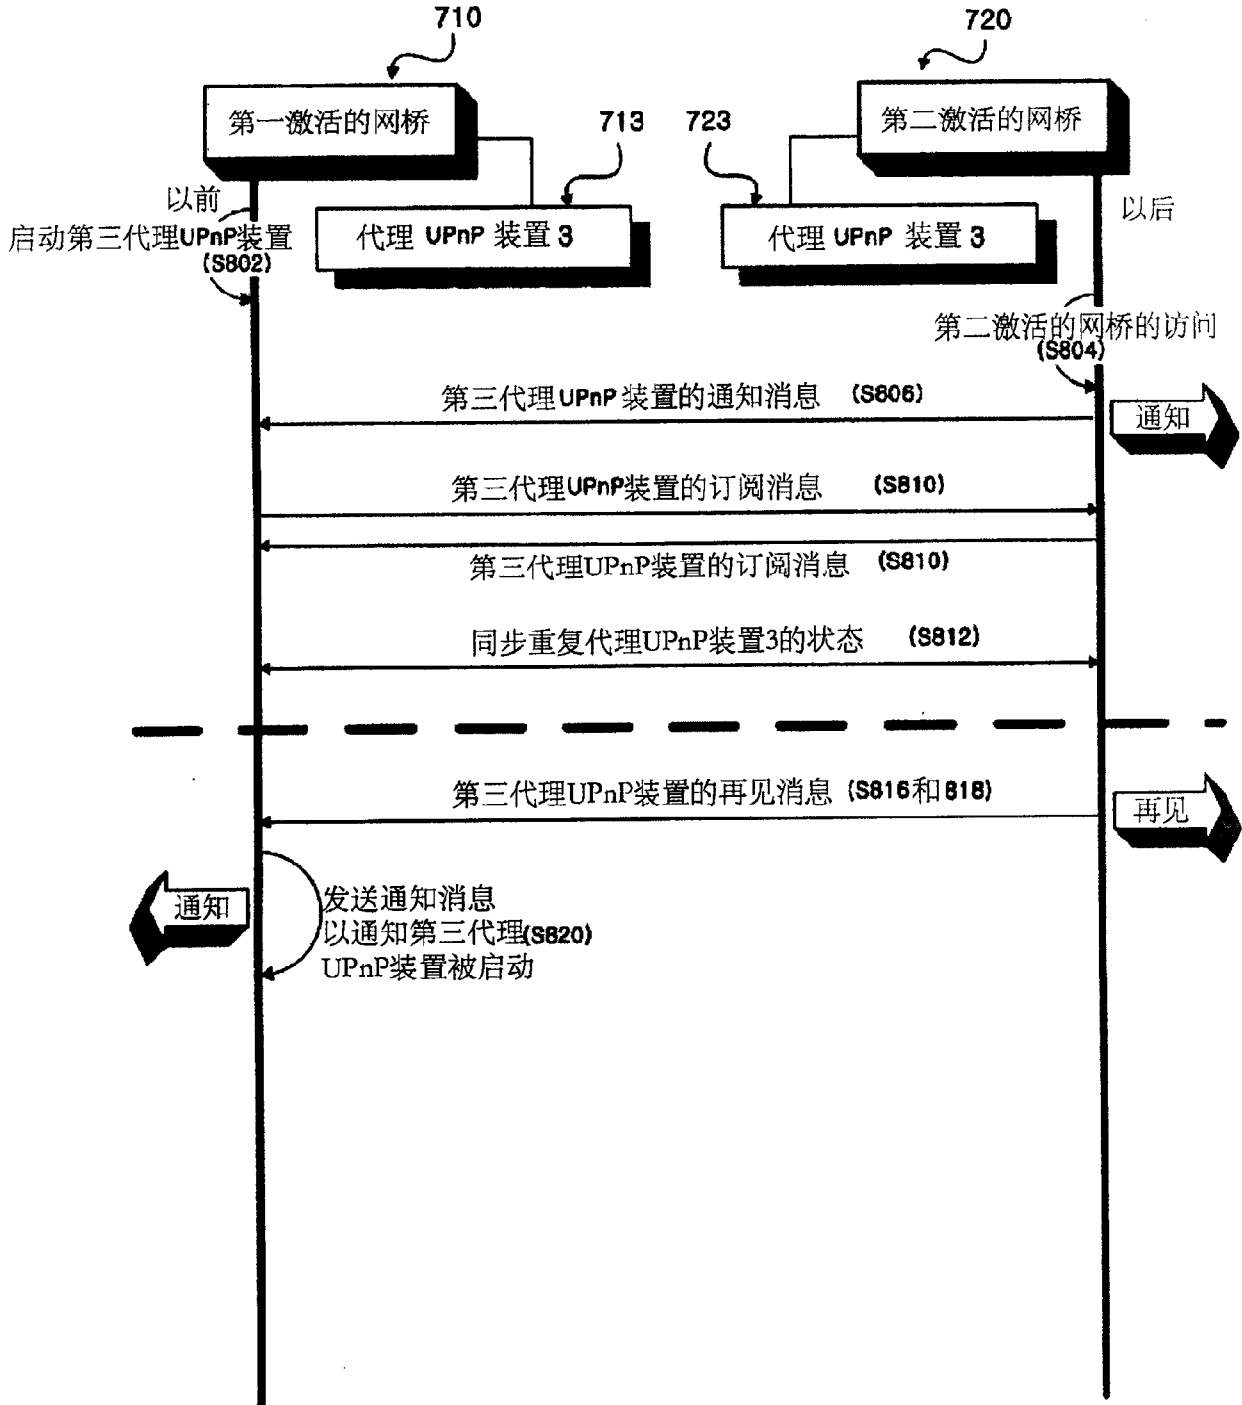 710
720
第一激活的网桥
第二激活的网桥
713
723
以前
启动第三代理UPnP装置
(S802)
代理 UPnP 装置 3
代理 UPnP 装置 3
以后
第二激活的网桥的访问
(S804)
第三代理UPnP 装置的通知消息 (S806)
通知
第三代理UPnP装置的订阅消息 (S810)
第三代理UPnP装置的订阅消息 (S810)
同步重复代理UPnP装置3的状态 (S812)
第三代理UPnP装置的再见消息 (S816和818)
再见
通知
发送通知消息
以通知第三代理(S820)
UPnP装置被启动